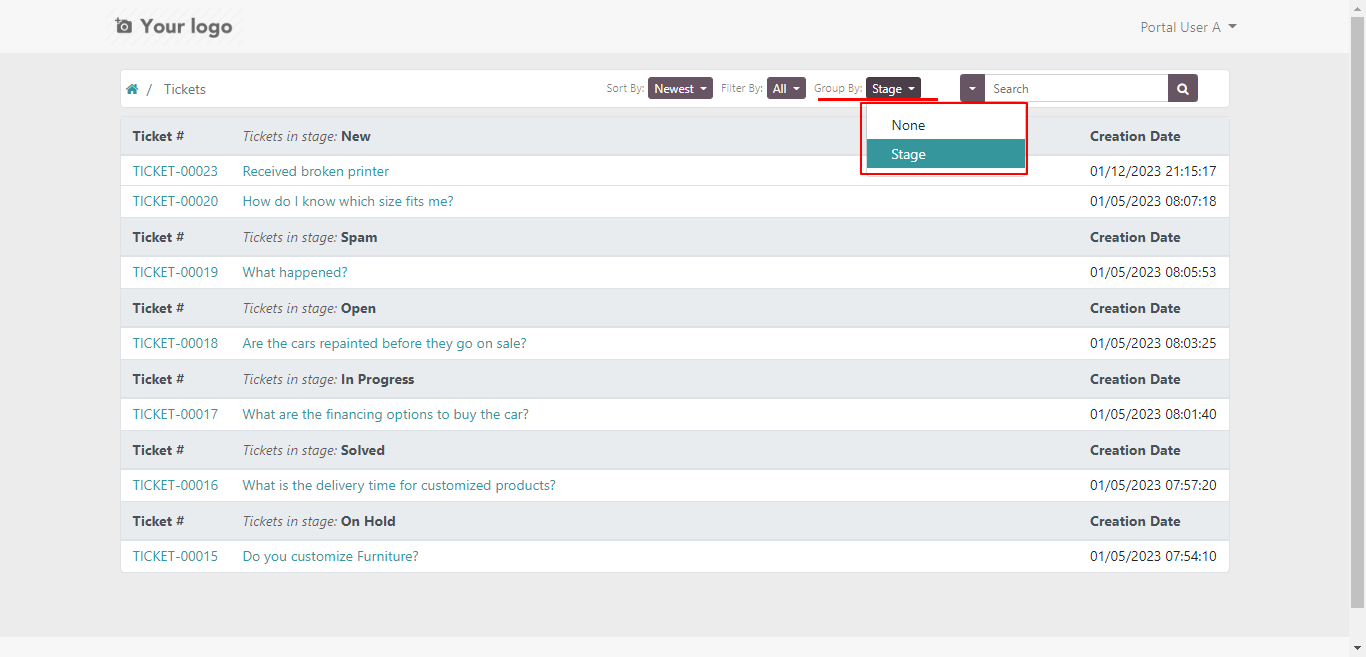 Your logo
Portal User A
/ Tickets
Sort By: Newest Filter By: All Group By: Stage Search
None
Stage
Ticket # Tickets in stage: New Creation Date
TICKET-00023 Received broken printer 01/12/2023 21:15:17
TICKET-00020 How do I know which size fits me? 01/05/2023 08:07:18
Ticket # Tickets in stage: Spam Creation Date
TICKET-00019 What happened? 01/05/2023 08:05:53
Ticket # Tickets in stage: Open Creation Date
TICKET-00018 Are the cars repainted before they go on sale? 01/05/2023 08:03:25
Ticket # Tickets in stage: In Progress Creation Date
TICKET-00017 What are the financing options to buy the car? 01/05/2023 08:01:40
Ticket # Tickets in stage: Solved Creation Date
TICKET-00016 What is the delivery time for customized products? 01/05/2023 07:57:20
Ticket # Tickets in stage: On Hold Creation Date
TICKET-00015 Do you customize Furniture? 01/05/2023 07:54:10